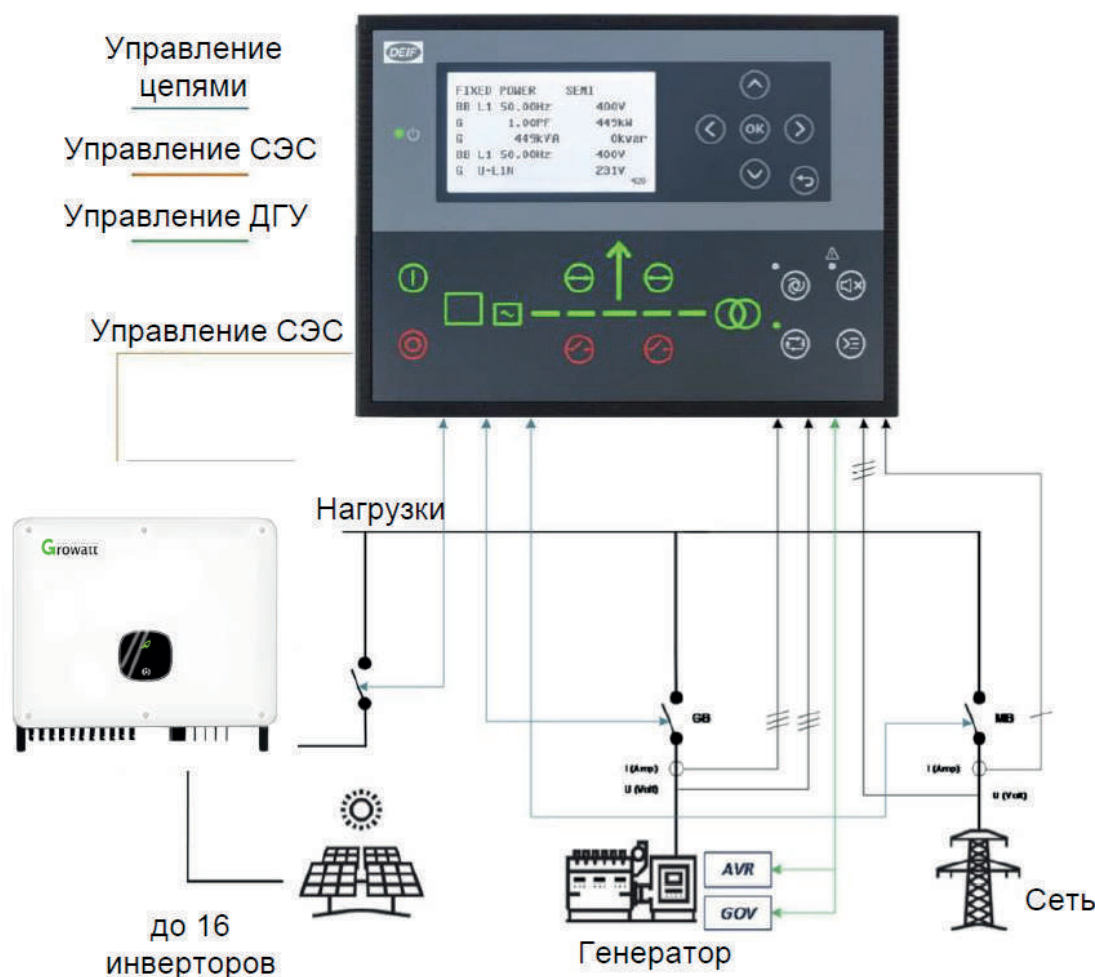 Управление
цепями
Управление СЭС
Управление ДГУ
DEIF
FIXED POWER SEMI
BB L1 50.00Hz 400V
G 1.00PF 449kW
G 449kVA 0kvar
BB L1 50.00Hz 400V
G U-L1N 231V
OK
Управление СЭС
Нагрузки
Growatt
GB
MB
I (Amp)
I (Amp)
U (Volt)
U (Volt)
AVR
GOV
Сеть
до 16
инверторов
Генератор